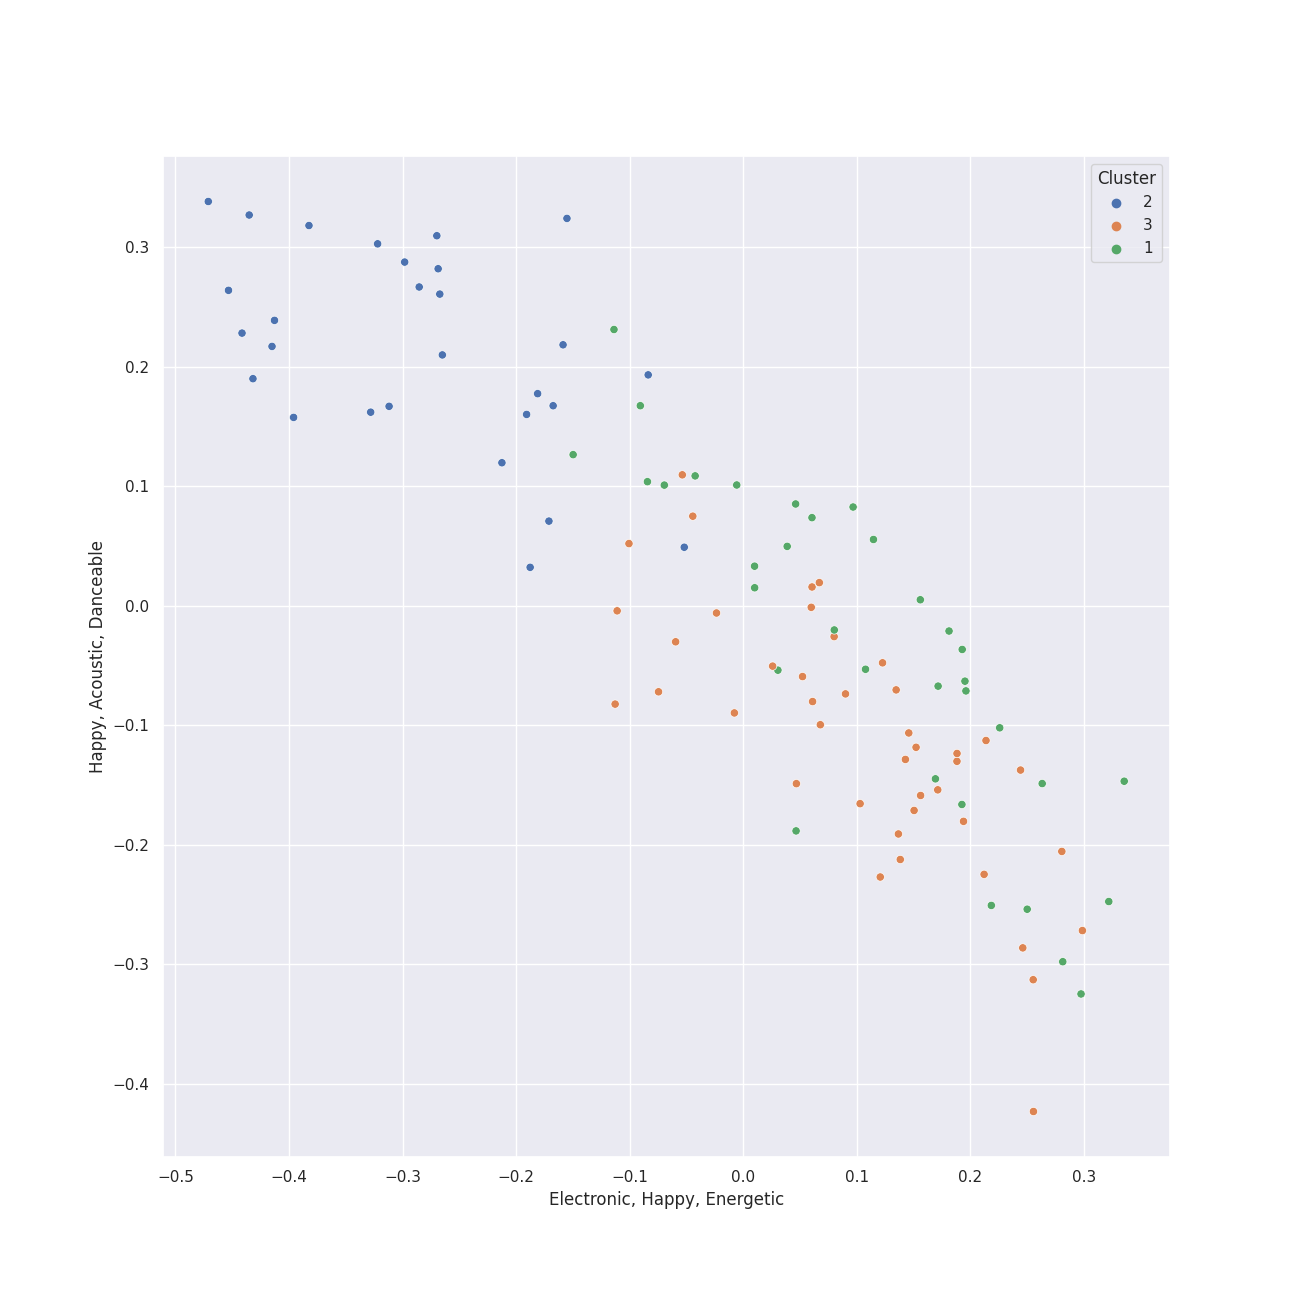 Cluster
2
3
1
0.3
0.2
0.1
0.0
−0.1
−0.2
−0.3
−0.4
Happy, Acoustic, Danceable
−0.5 −0.4 −0.3 −0.2 −0.1 0.0 0.1 0.2 0.3
Electronic, Happy, Energetic